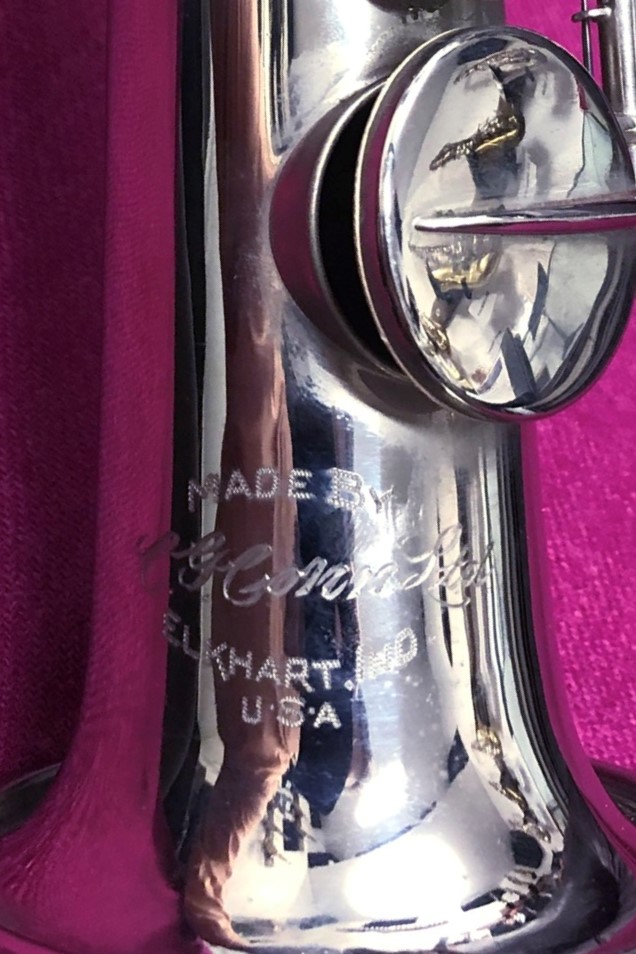 MADE BY
C G Conn Ltd
ELKHART, IND
U·S·A